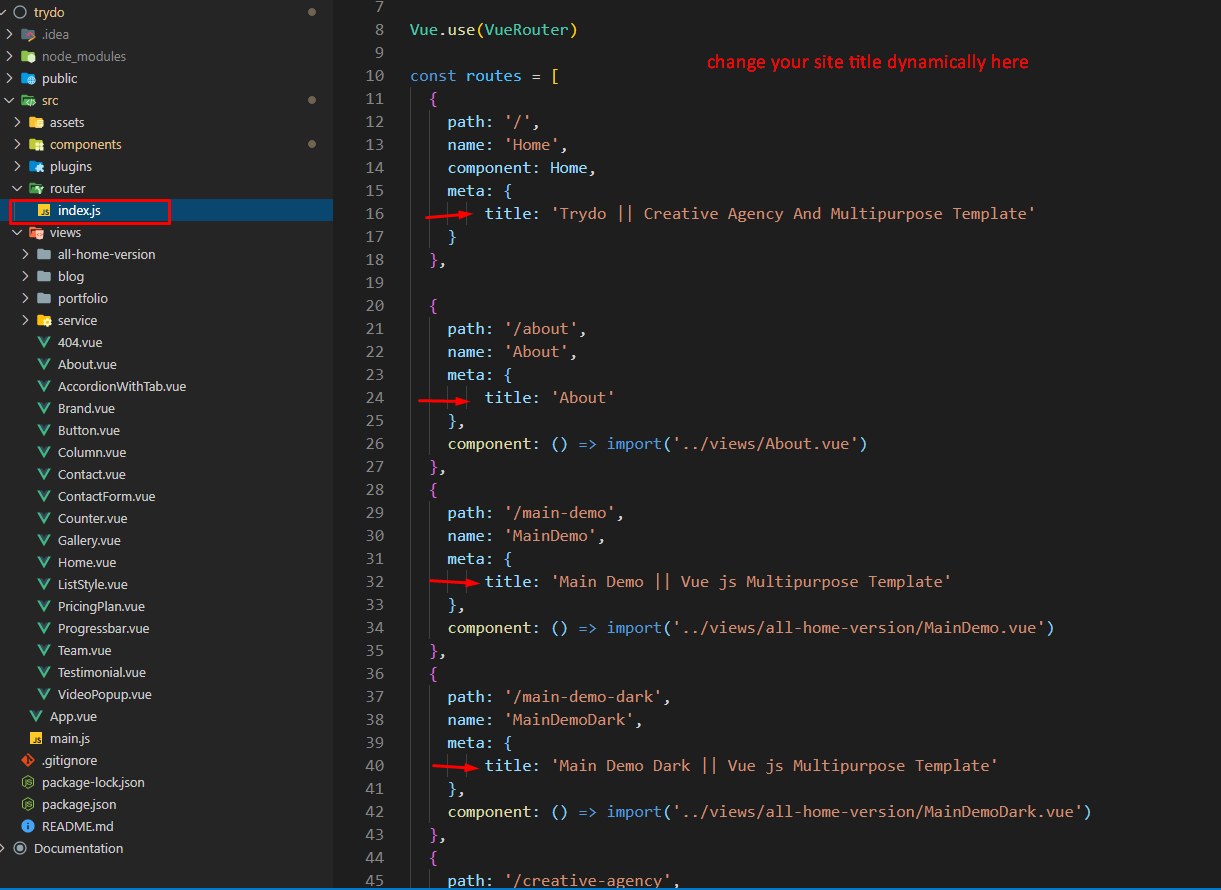 trydo
.idea
node_modules
public
src
assets
components
plugins
router
index.js
views
all-home-version
blog
portfolio
service
404.vue
About.vue
AccordionWithTab.vue
Brand.vue
Button.vue
Column.vue
Contact.vue
ContactForm.vue
Counter.vue
Gallery.vue
Home.vue
ListStyle.vue
PricingPlan.vue
Progressbar.vue
Team.vue
Testimonial.vue
VideoPopup.vue
App.vue
main.js
.gitignore
package-lock.json
package.json
README.md
Documentation
change your site title dynamically here
7
8 Vue.use(VueRouter)
9
10 const routes = [
11 {
12 path: '/',
13 name: 'Home',
14 component: Home,
15 meta: {
16 title: 'Trydo || Creative Agency And Multipurpose Template'
17 }
18 },
19
20 {
21 path: '/about',
22 name: 'About',
23 meta: {
24 title: 'About'
25 },
26 component: () => import('../views/About.vue')
27 },
28 {
29 path: '/main-demo',
30 name: 'MainDemo',
31 meta: {
32 title: 'Main Demo || Vue js Multipurpose Template'
33 },
34 component: () => import('../views/all-home-version/MainDemo.vue')
35 },
36 {
37 path: '/main-demo-dark',
38 name: 'MainDemoDark',
39 meta: {
40 title: 'Main Demo Dark || Vue js Multipurpose Template'
41 },
42 component: () => import('../views/all-home-version/MainDemoDark.vue')
43 },
44 {
45 path: '/creative-agency',